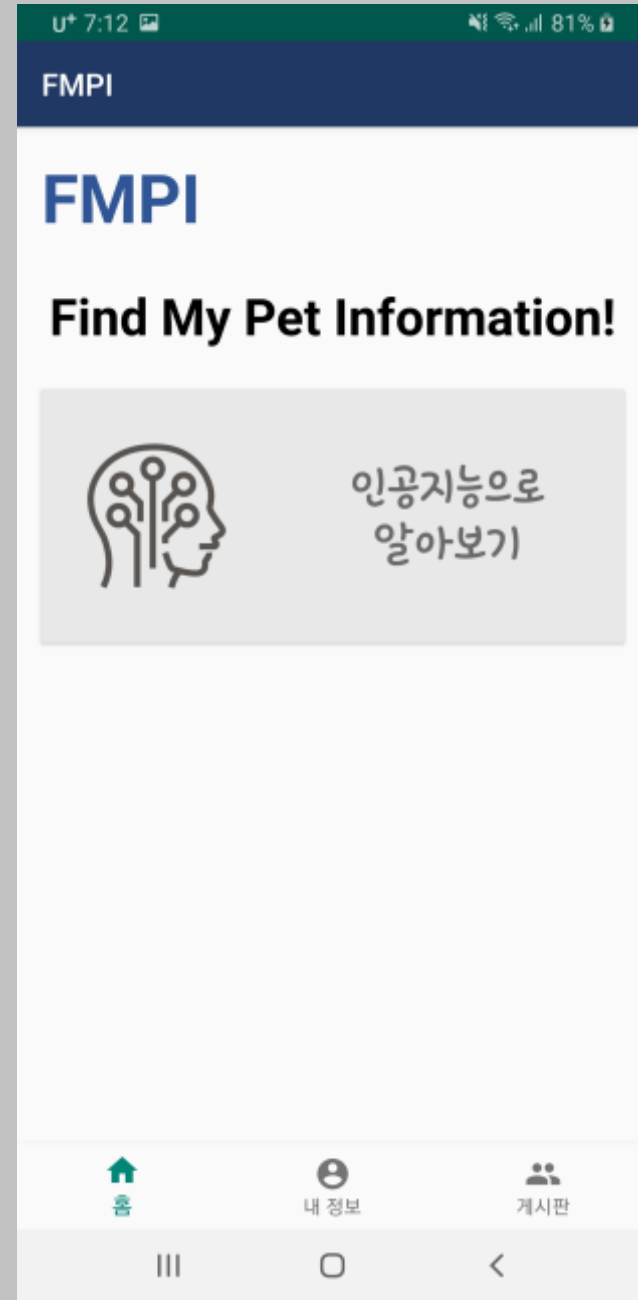 U+ 7:12 81%
FMPI
FMPI
Find My Pet Information!
인공지능으로
알아보기
홈 내 정보 게시판